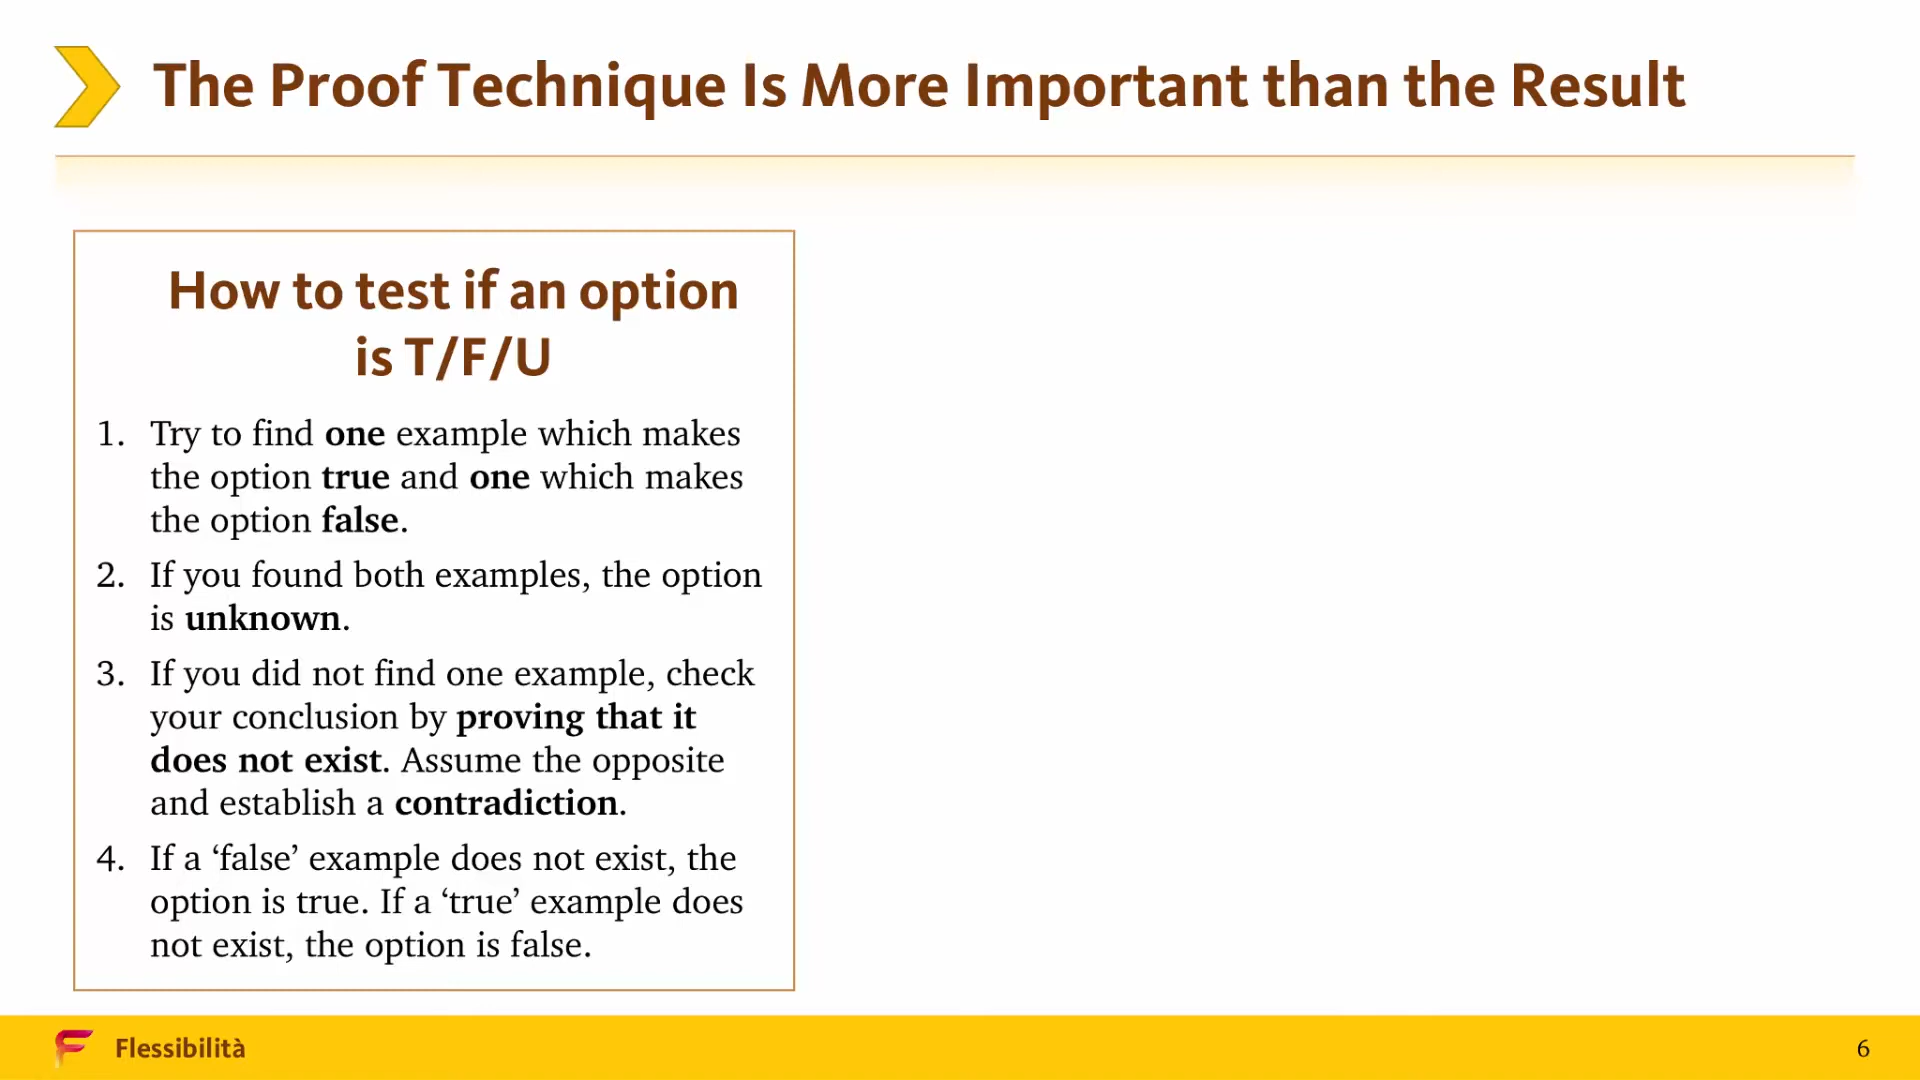 The Proof Technique Is More Important than the Result
How to test if an option
is T/F/U
1. Try to find one example which makes
the option true and one which makes
the option false.
2. If you found both examples, the option
is unknown.
3. If you did not find one example, check
your conclusion by proving that it
does not exist. Assume the opposite
and establish a contradiction.
4. If a ‘false’ example does not exist, the
option is true. If a ‘true’ example does
not exist, the option is false.
Flessibilità
6